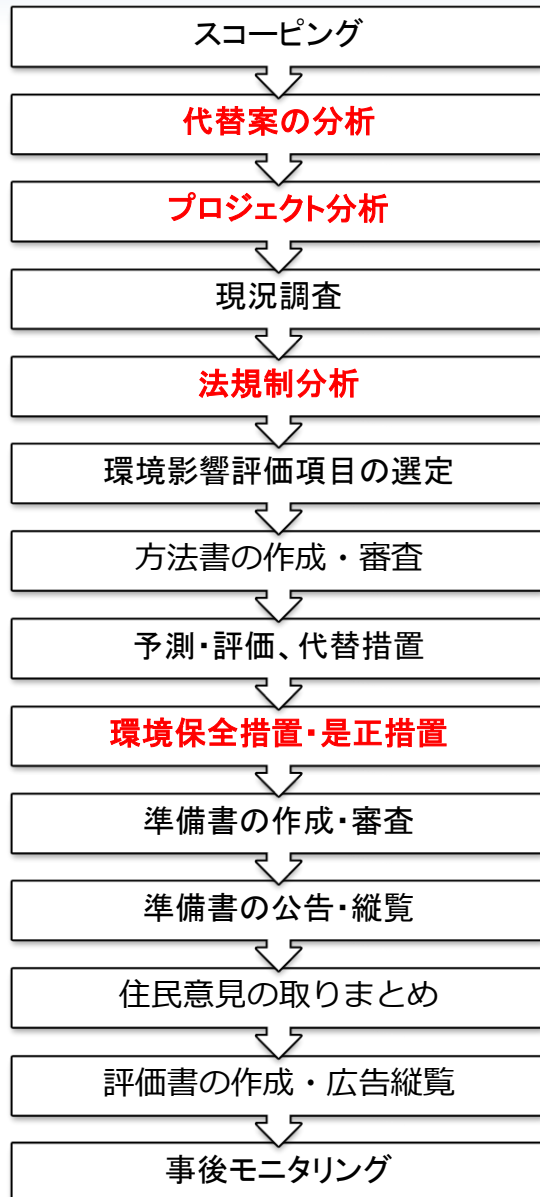 スコーピング
代替案の分析
プロジェクト分析
現況調査
法規制分析
環境影響評価項目の選定
方法書の作成・審査
予測・評価、代替措置
環境保全措置・是正措置
準備書の作成・審査
準備書の公告・縦覧
住民意見の取りまとめ
評価書の作成・広告縦覧
事後モニタリング